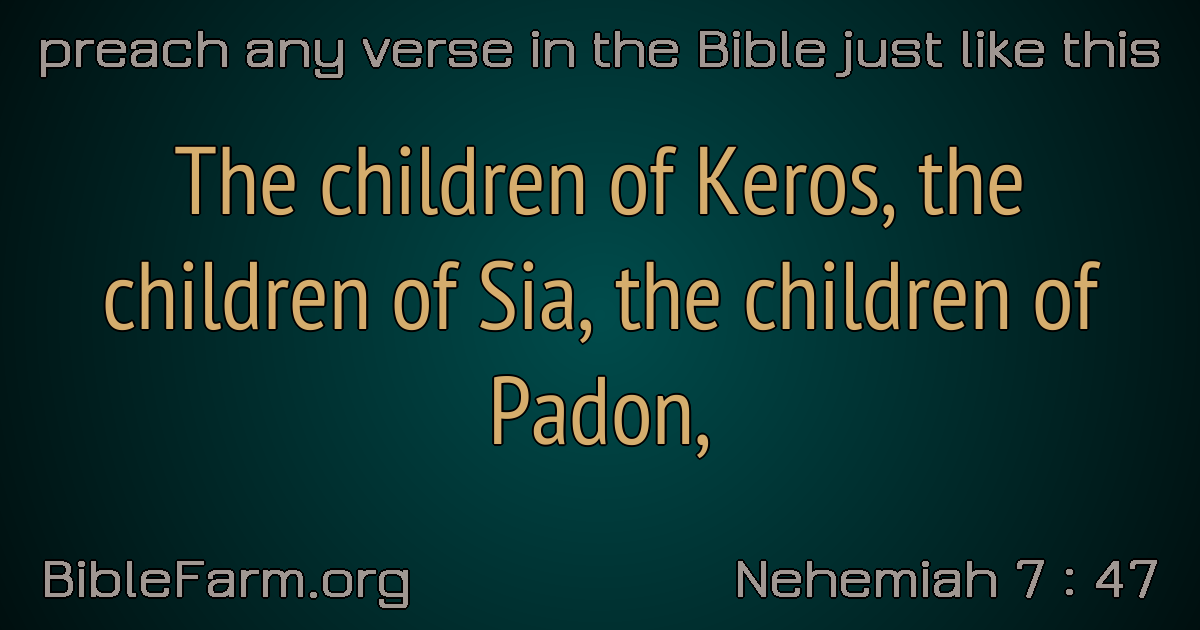 preach any verse in the Bible just like this
The children of Keros, the
children of Sia, the children of
Padon,
BibleFarm.org
Nehemiah 7 : 47